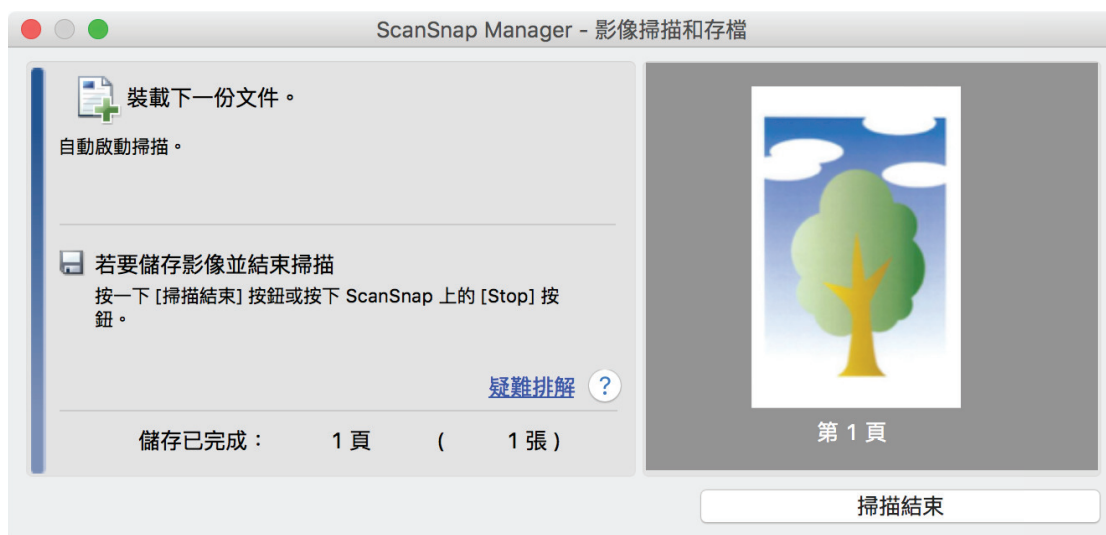 ScanSnap Manager - 影像掃描和存檔
裝載下一份文件。
自動啟動掃描。
若要儲存影像並結束掃描
按一下 [掃描結束] 按鈕或按下 ScanSnap 上的 [Stop] 按
鈕。
疑難排解 ?
儲存已完成： 1 頁 ( 1 張 )
第 1 頁
掃描結束